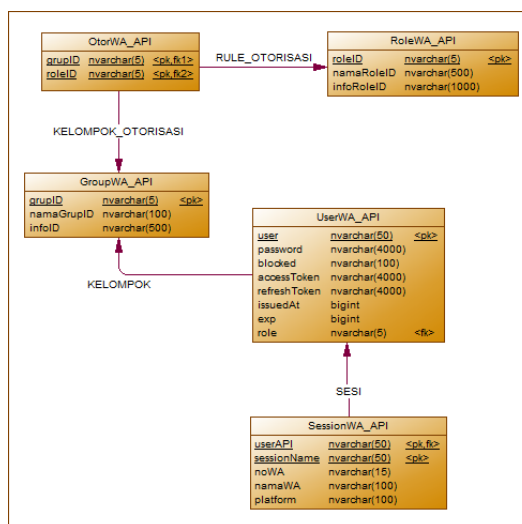 OtorWA_API
grupID nvarchar(5) <pk,fk1>
roleID nvarchar(5) <pk,fk2>
RULE_OTORISASI
RoleWA_API
roleID nvarchar(5) <pk>
namaRoleID nvarchar(500)
infoRoleID nvarchar(1000)
KELOMPOK_OTORISASI
GroupWA_API
grupID nvarchar(5) <pk>
namaGrupID nvarchar(100)
infoID nvarchar(500)
KELOMPOK
UserWA_API
user nvarchar(50) <pk>
password nvarchar(4000)
blocked nvarchar(100)
accessToken nvarchar(4000)
refreshToken nvarchar(4000)
issuedAt bigint
exp bigint
role nvarchar(5) <fk>
SESI
SessionWA_API
userAPI nvarchar(50) <pk,fk>
sessionName nvarchar(50) <pk>
noWA nvarchar(15)
namaWA nvarchar(100)
platform nvarchar(100)